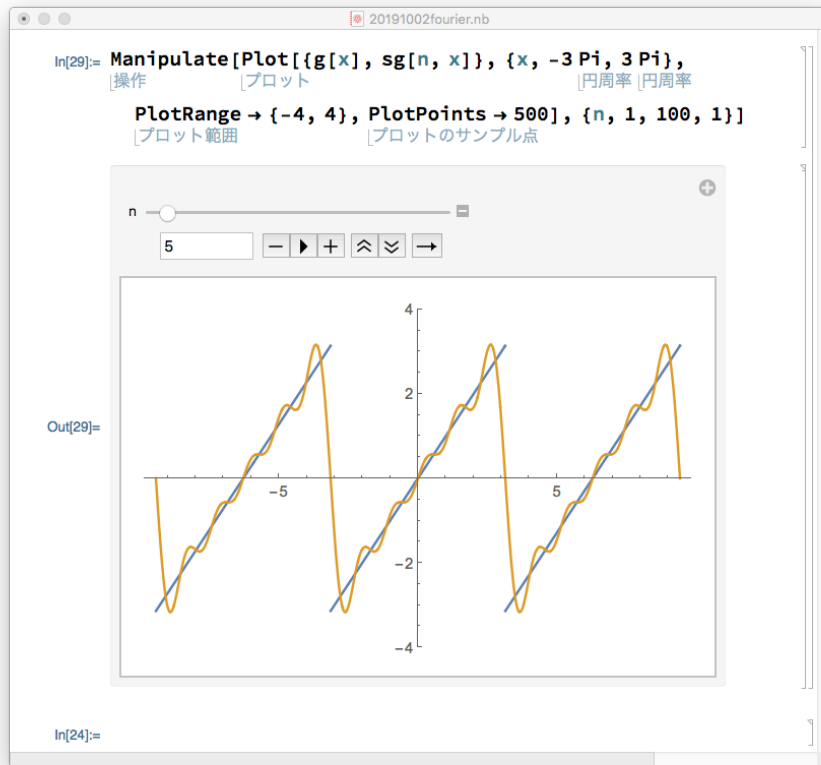 20191002fourier.nb
In[29]:= Manipulate[Plot[{g[x], sg[n, x]}, {x, -3 Pi, 3 Pi},
操作 プロット 円周率 円周率
PlotRange → {-4, 4}, PlotPoints → 500], {n, 1, 100, 1}]
プロット範囲 プロットのサンプル点
n
5
4
2
Out[29]=
-5 5
-2
-4
In[24]:=